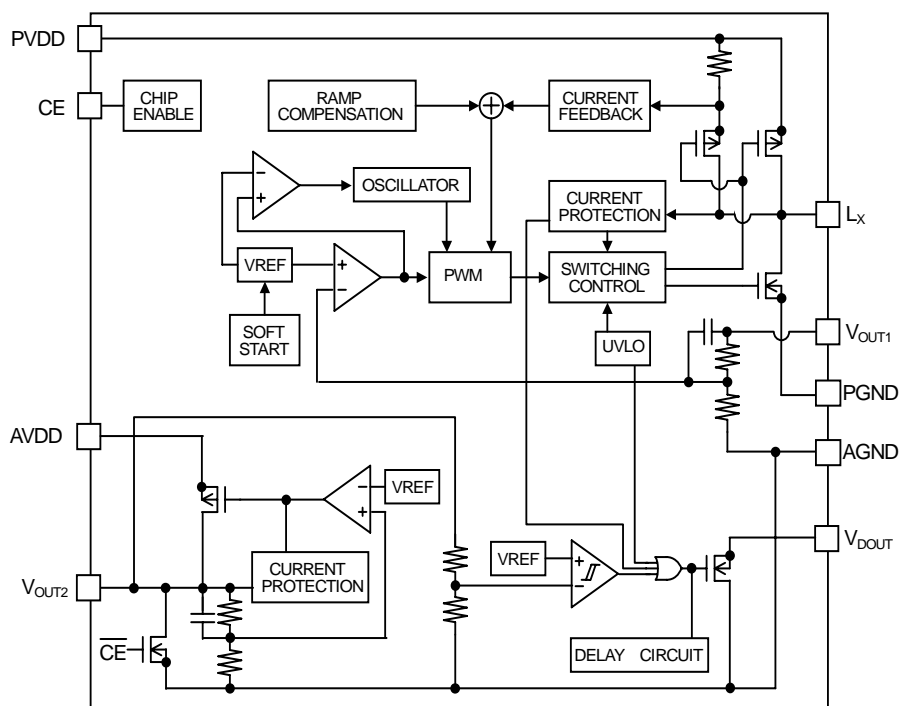 PVDD
CE
CHIP
ENABLE
RAMP
COMPENSATION
+
CURRENT
FEEDBACK
−
+
OSCILLATOR
CURRENT
PROTECTION
LX
VREF
+
−
PWM
SWITCHING
CONTROL
SOFT
START
UVLO
VOUT1
PGND
AVDD
AGND
−
+
VREF
VREF
+
−
VDOUT
VOUT2
CURRENT
PROTECTION
C̅E̅
DELAY CIRCUIT